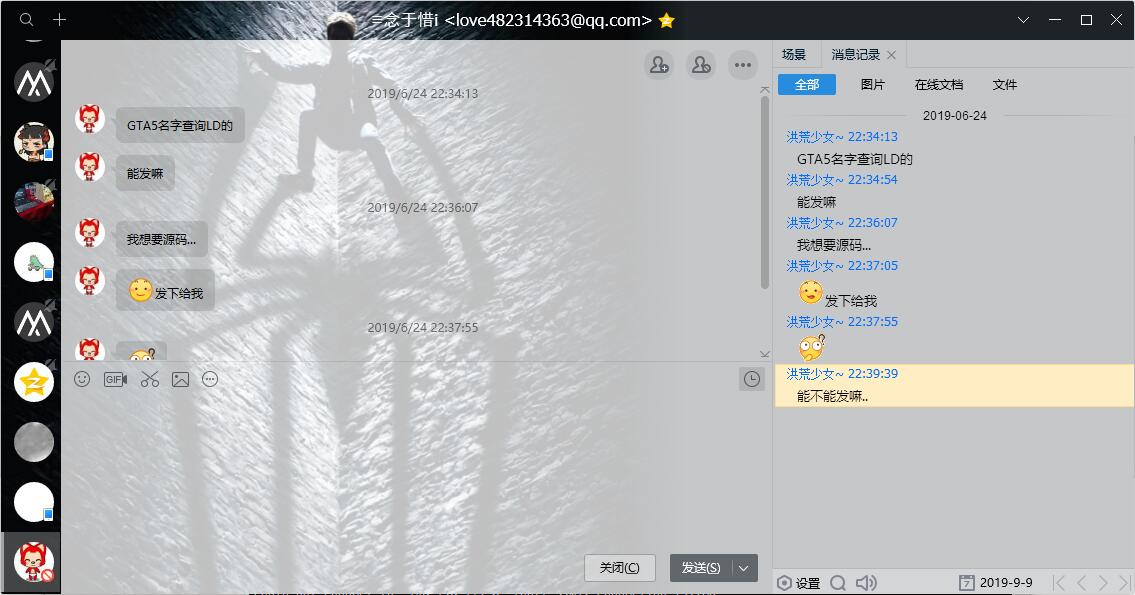 三念于惜i <love482314363@qq.com>
2019/6/24 22:34:13
GTA5名字查询LD的
能发嘛
2019/6/24 22:36:07
我想要源码...
发下给我
2019/6/24 22:37:55
GIF
关闭(C)
发送(S)
场景
消息记录
全部
图片
在线文档
文件
2019-06-24
洪荒少女~ 22:34:13
GTA5名字查询LD的
洪荒少女~ 22:34:54
能发嘛
洪荒少女~ 22:36:07
我想要源码...
洪荒少女~ 22:37:05
发下给我
洪荒少女~ 22:37:55
洪荒少女~ 22:39:39
能不能发嘛..
设置
7
2019-9-9